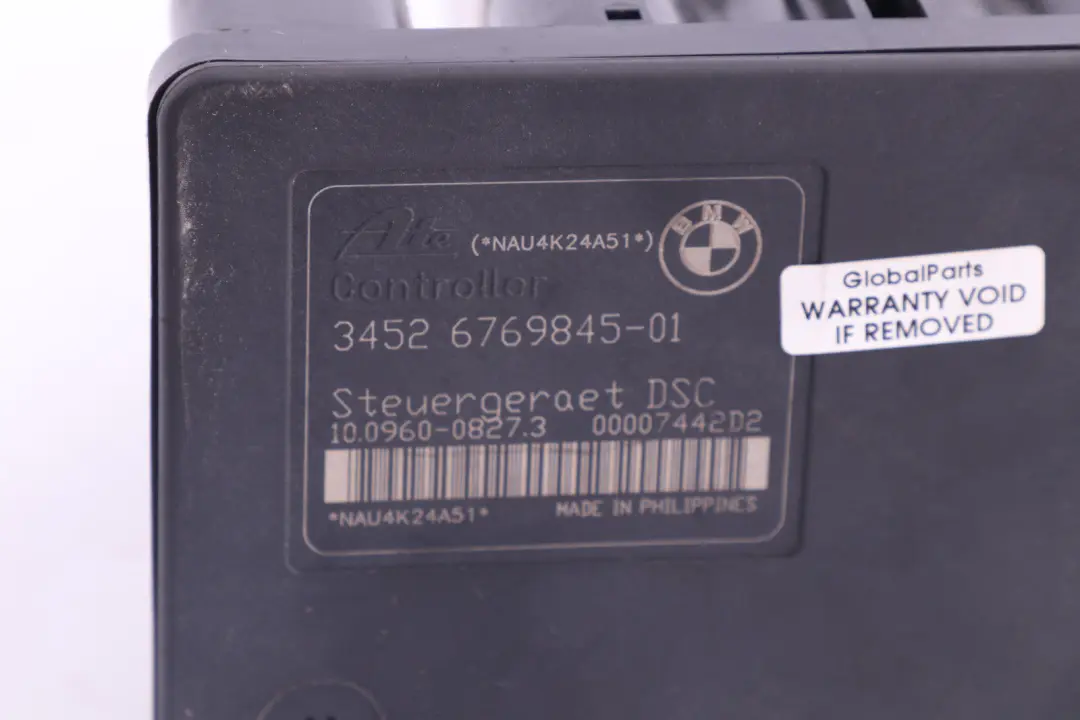 Ate (*NAU4K24A51*) BMW
Controller
3452 6769845-01
Steuergeraet DSC
10.0960-0827.3 00007442D2
*NAU4K24A51* MADE IN PHILIPPINES
GlobalParts
WARRANTY VOID
IF REMOVED